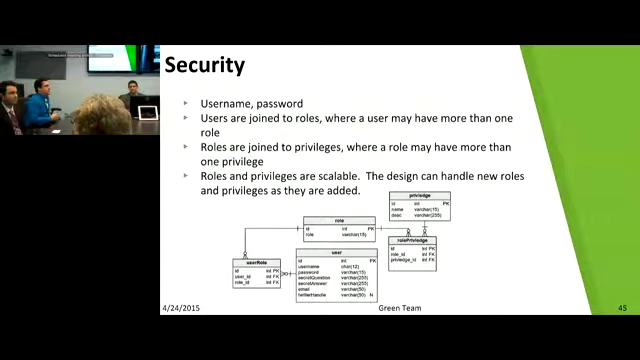 Security
Username, password
Users are joined to roles, where a user may have more than one
role
Roles are joined to privileges, where a role may have more than
one privilege
Roles and privileges are scalable. The design can handle new roles
and privileges as they are added.
priviledge
id int PK
name varchar(15)
desc varchar(255)
role
id int PK
role varchar(15)
rolePriviledge
id int PK
role_id int FK
priviledge_id int FK
userRole
id int PK
user_id int FK
role_id int FK
user
id int PK
username char(12)
password varchar(15)
secretQuestion varchar(255)
secretAnswer varchar(255)
email varchar(50)
twitterHandle varchar(50) N
4/24/2015
Green Team
45